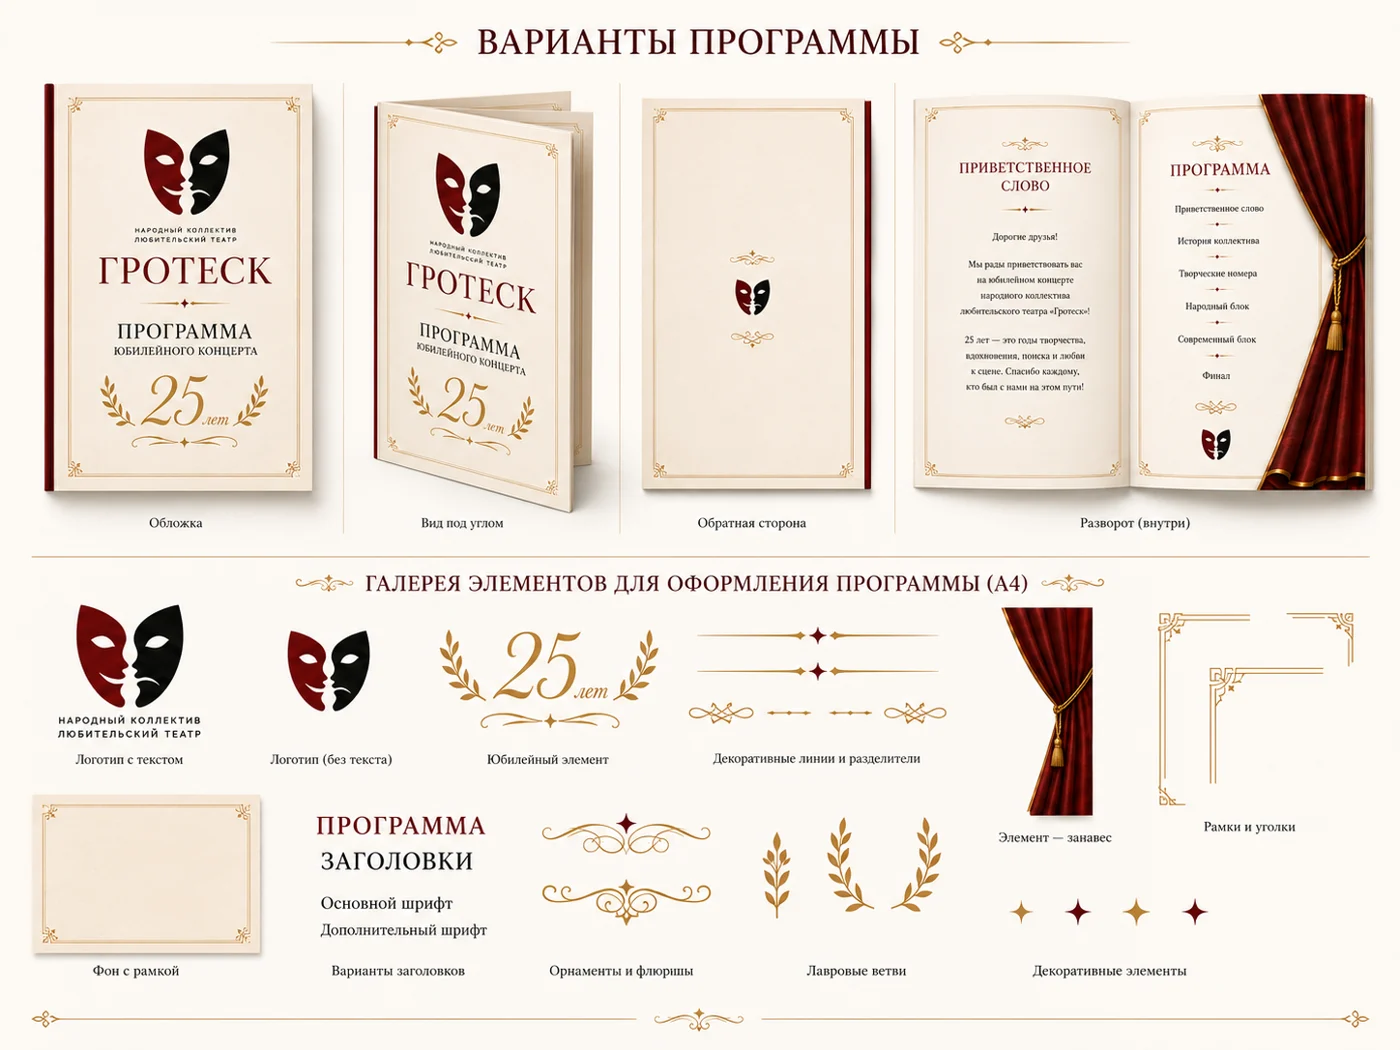 ВАРИАНТЫ ПРОГРАММЫ
НАРОДНЫЙ КОЛЛЕКТИВ
ЛЮБИТЕЛЬСКИЙ ТЕАТР
ГРОТЕСК
ПРОГРАММА
ЮБИЛЕЙНОГО КОНЦЕРТА
25 лет
Обложка
НАРОДНЫЙ КОЛЛЕКТИВ
ЛЮБИТЕЛЬСКИЙ ТЕАТР
ГРОТЕСК
ПРОГРАММА
ЮБИЛЕЙНОГО КОНЦЕРТА
25 лет
Вид под углом
Обратная сторона
ПРИВЕТСТВЕННОЕ
СЛОВО
Дорогие друзья!
Мы рады приветствовать вас
на юбилейном концерте
народного коллектива
любительского театра «Гротеск»!
25 лет — это годы творчества,
вдохновения, поиска и любви
к сцене. Спасибо каждому,
кто был с нами на этом пути!
ПРОГРАММА
Приветственное слово
История коллектива
Творческие номера
Народный блок
Современный блок
Финал
Разворот (внутри)
ГАЛЕРЕЯ ЭЛЕМЕНТОВ ДЛЯ ОФОРМЛЕНИЯ ПРОГРАММЫ (А4)
НАРОДНЫЙ КОЛЛЕКТИВ
ЛЮБИТЕЛЬСКИЙ ТЕАТР
Логотип с текстом
Логотип (без текста)
25 лет
Юбилейный элемент
Декоративные линии и разделители
Элемент — занавес
Рамки и уголки
Фон с рамкой
ПРОГРАММА
ЗАГОЛОВКИ
Основной шрифт
Дополнительный шрифт
Варианты заголовков
Орнаменты и флюриы
Лавровые ветви
Декоративные элементы